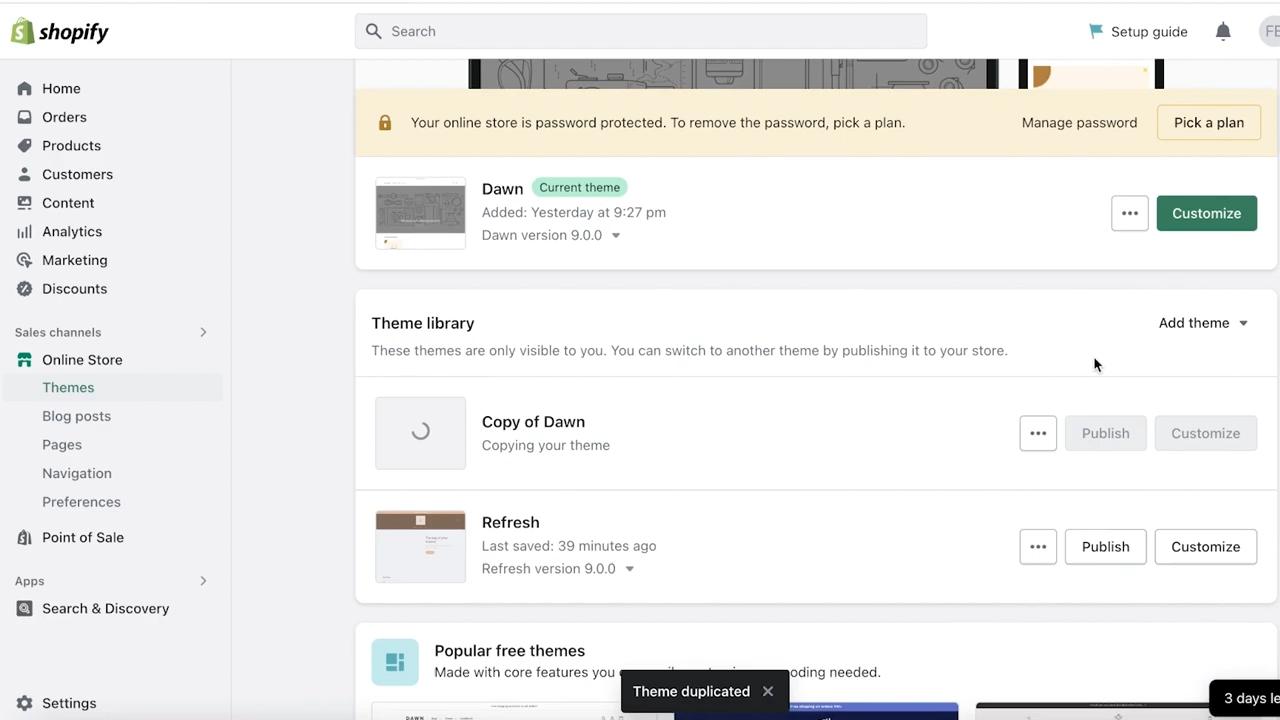 shopify
Search
Setup guide
FE
Home
Orders
Products
Customers
Content
Analytics
Marketing
Discounts
Sales channels
Online Store
Themes
Blog posts
Pages
Navigation
Preferences
Point of Sale
Apps
Search & Discovery
Settings
Your online store is password protected. To remove the password, pick a plan.
Manage password
Pick a plan
Dawn
Current theme
Added: Yesterday at 9:27 pm
Dawn version 9.0.0
Customize
Theme library
Add theme
These themes are only visible to you. You can switch to another theme by publishing it to your store.
Copy of Dawn
Copying your theme
Publish
Customize
Refresh
Last saved: 39 minutes ago
Refresh version 9.0.0
Publish
Customize
Popular free themes
Made with core features you
oding needed.
Theme duplicated
3 days le
DAWN